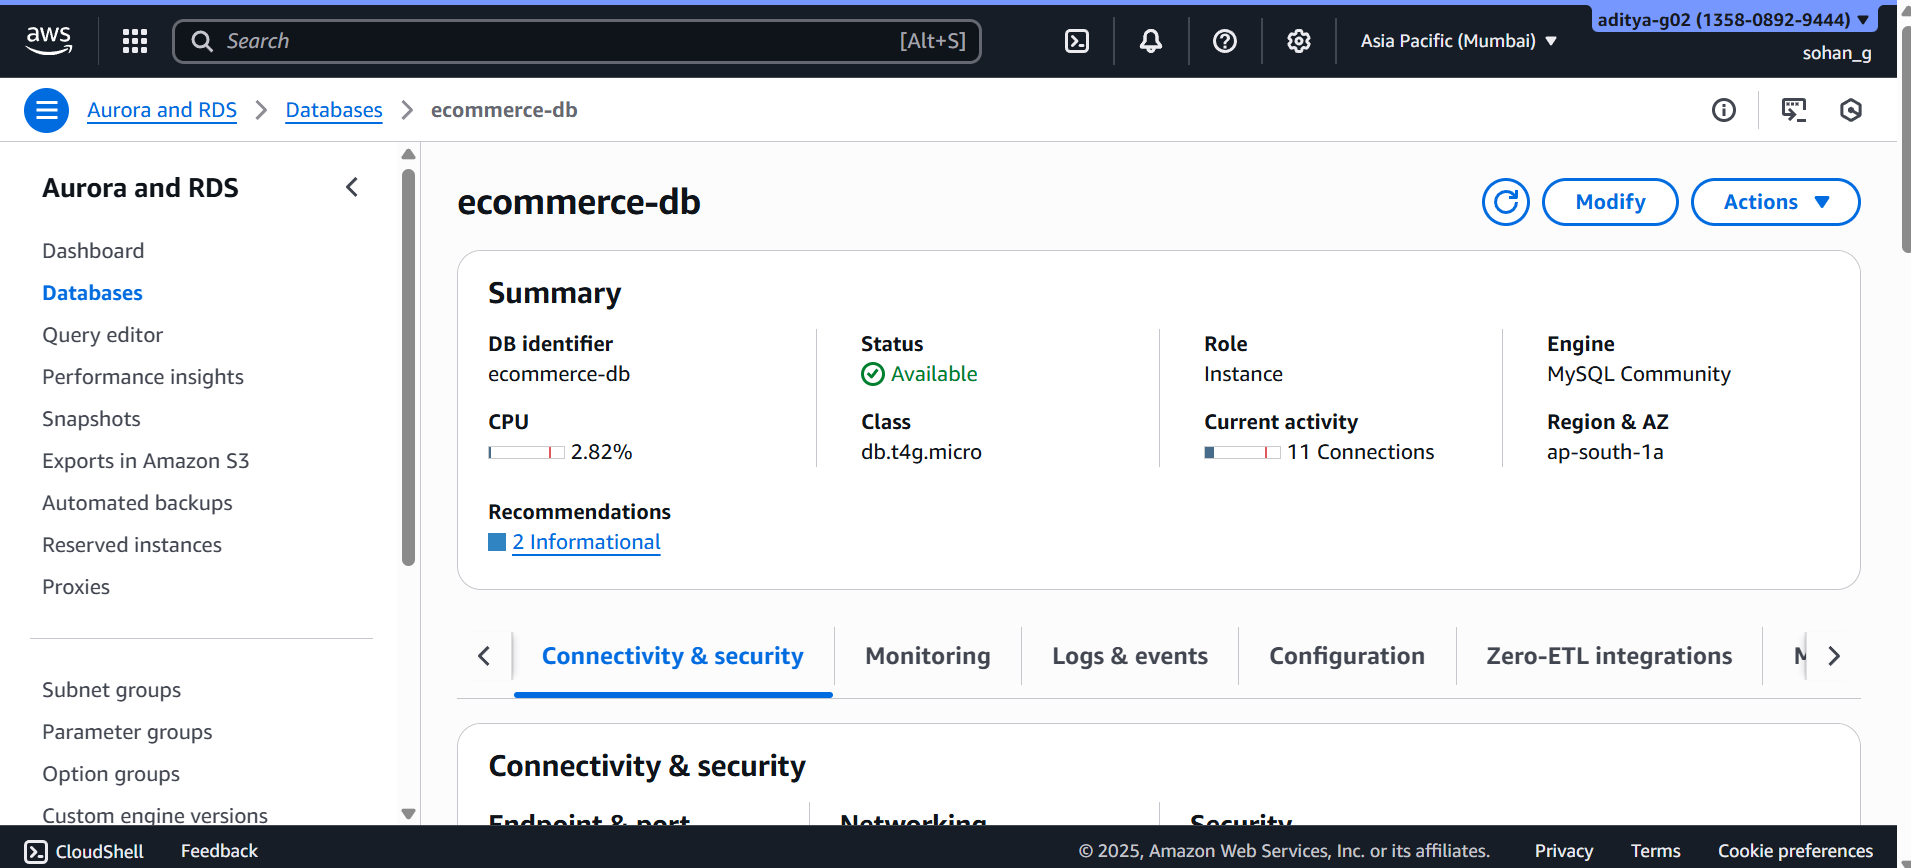 aws
Search
[Alt+S]
Asia Pacific (Mumbai)
aditya-g02 (1358-0892-9444)
sohan_g
Aurora and RDS
Databases
ecommerce-db
Aurora and RDS
Dashboard
Databases
Query editor
Performance insights
Snapshots
Exports in Amazon S3
Automated backups
Reserved instances
Proxies
Subnet groups
Parameter groups
Option groups
Custom engine versions
ecommerce-db
Modify
Actions
Summary
DB identifier
ecommerce-db
Status
Available
Role
Instance
Engine
MySQL Community
CPU
2.82%
Class
db.t4g.micro
Current activity
11 Connections
Region & AZ
ap-south-1a
Recommendations
2 Informational
Connectivity & security
Monitoring
Logs & events
Configuration
Zero-ETL integrations
Connectivity & security
Endpoint & port
Networking
Security
CloudShell
Feedback
© 2025, Amazon Web Services, Inc. or its affiliates.
Privacy
Terms
Cookie preferences